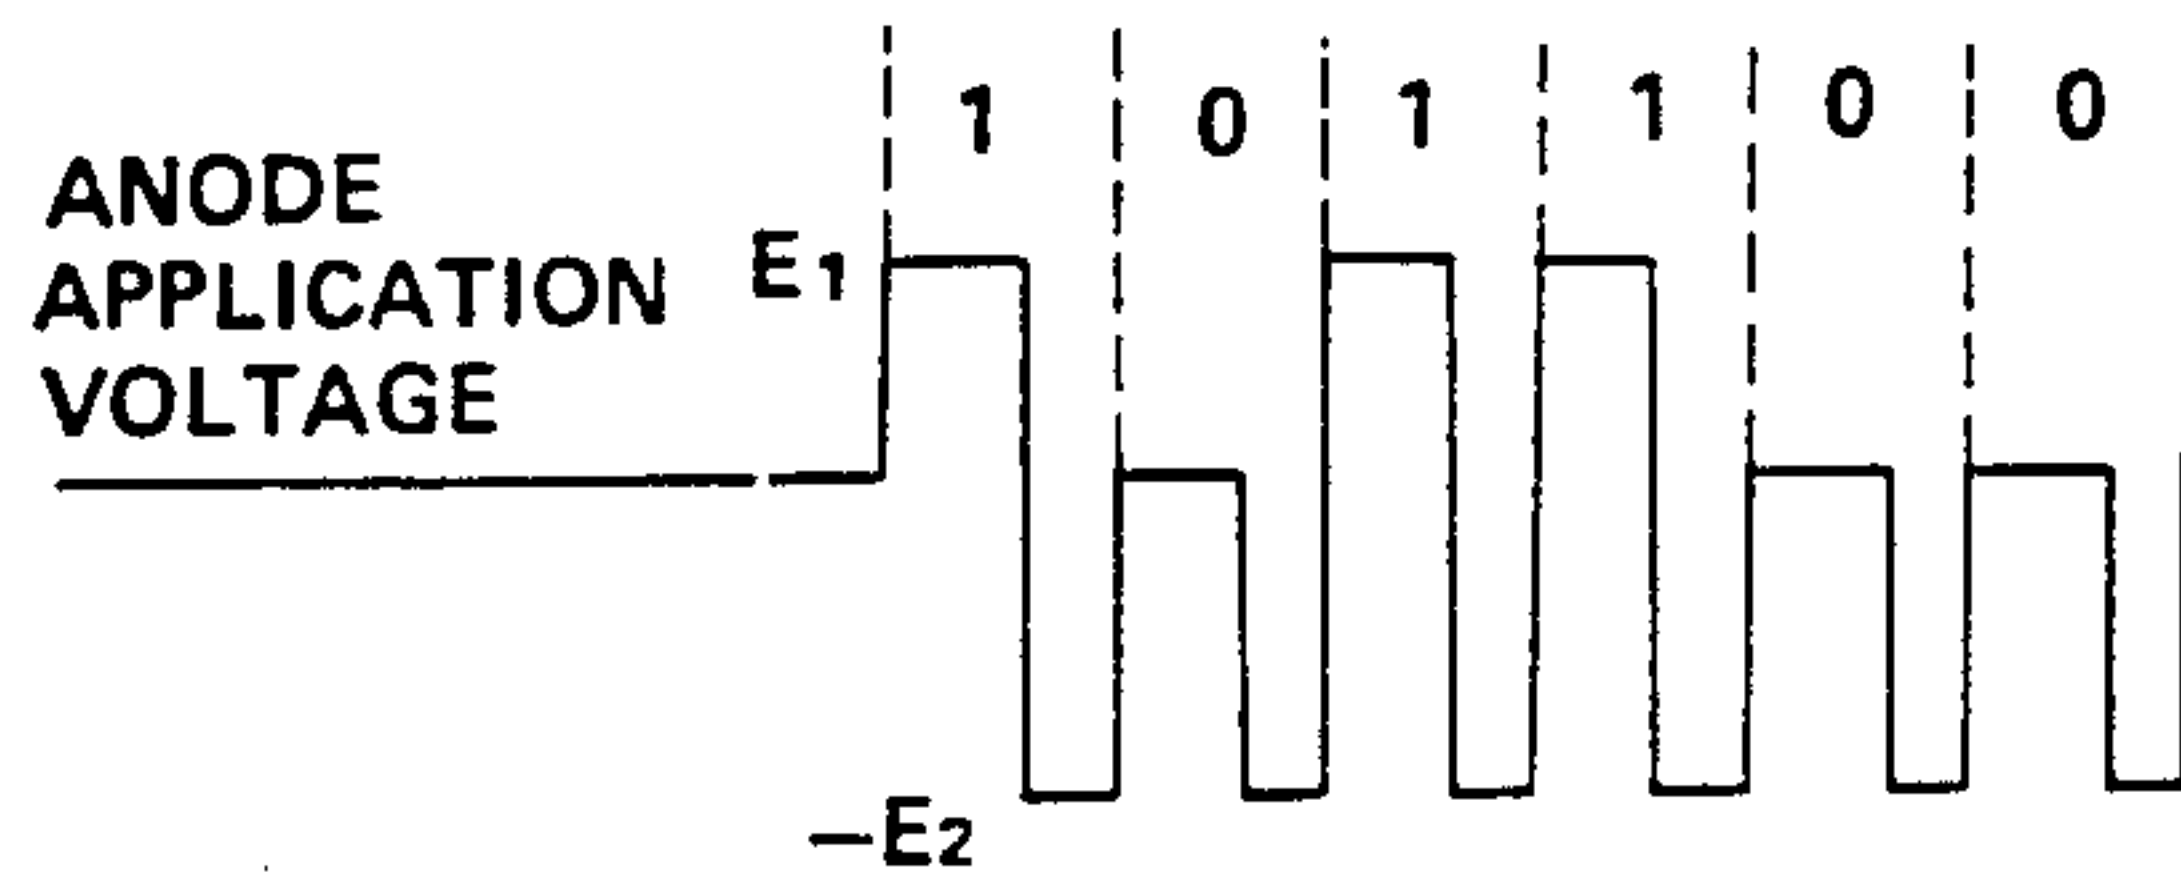 1 0 1 1 0 0
ANODE
APPLICATION
VOLTAGE
E1
-E2